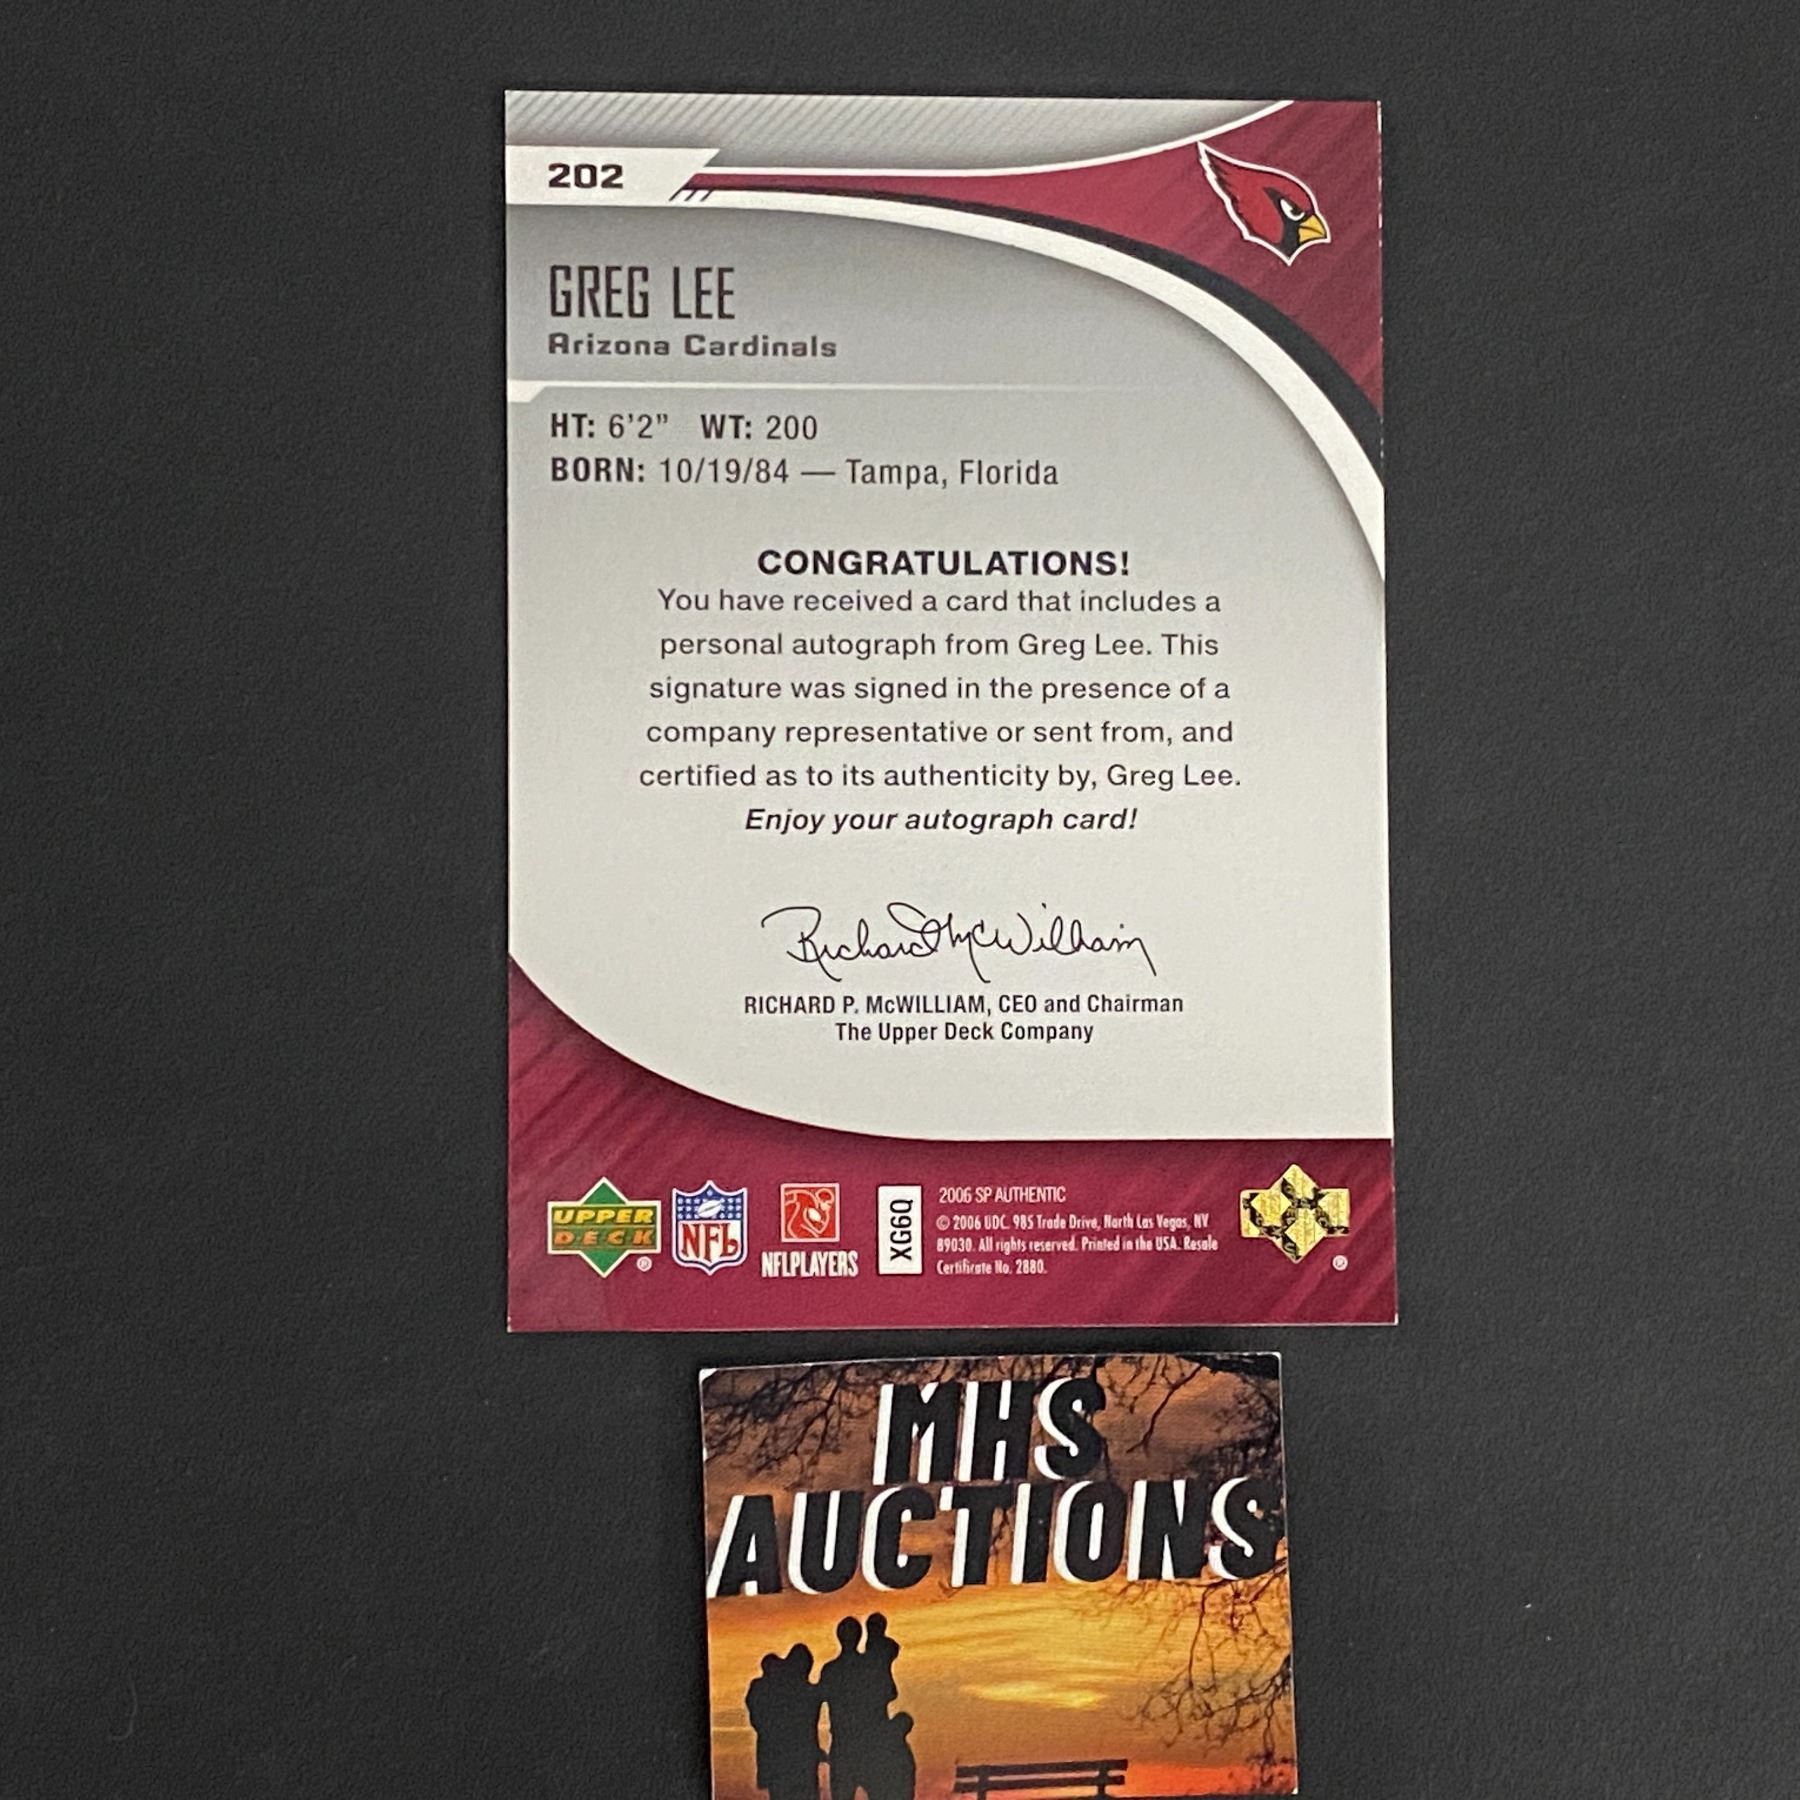 202
GREG LEE
Arizona Cardinals
HT: 6'2" WT: 200
BORN: 10/19/84 — Tampa, Florida
CONGRATULATIONS!
You have received a card that includes a
personal autograph from Greg Lee. This
signature was signed in the presence of a
company representative or sent from, and
certified as to its authenticity by, Greg Lee.
Enjoy your autograph card!
Richard McWilliam
RICHARD P. McWILLIAM, CEO and Chairman
The Upper Deck Company
UPPER
DECK
®
NFL
NFLPLAYERS
XG6Q
2006 SP AUTHENTIC
© 2006 UDC. 985 Trade Drive, North Las Vegas, NV
89030. All rights reserved. Printed in the USA. Resale
Certificate No. 2880.
®
MHS
AUCTIONS